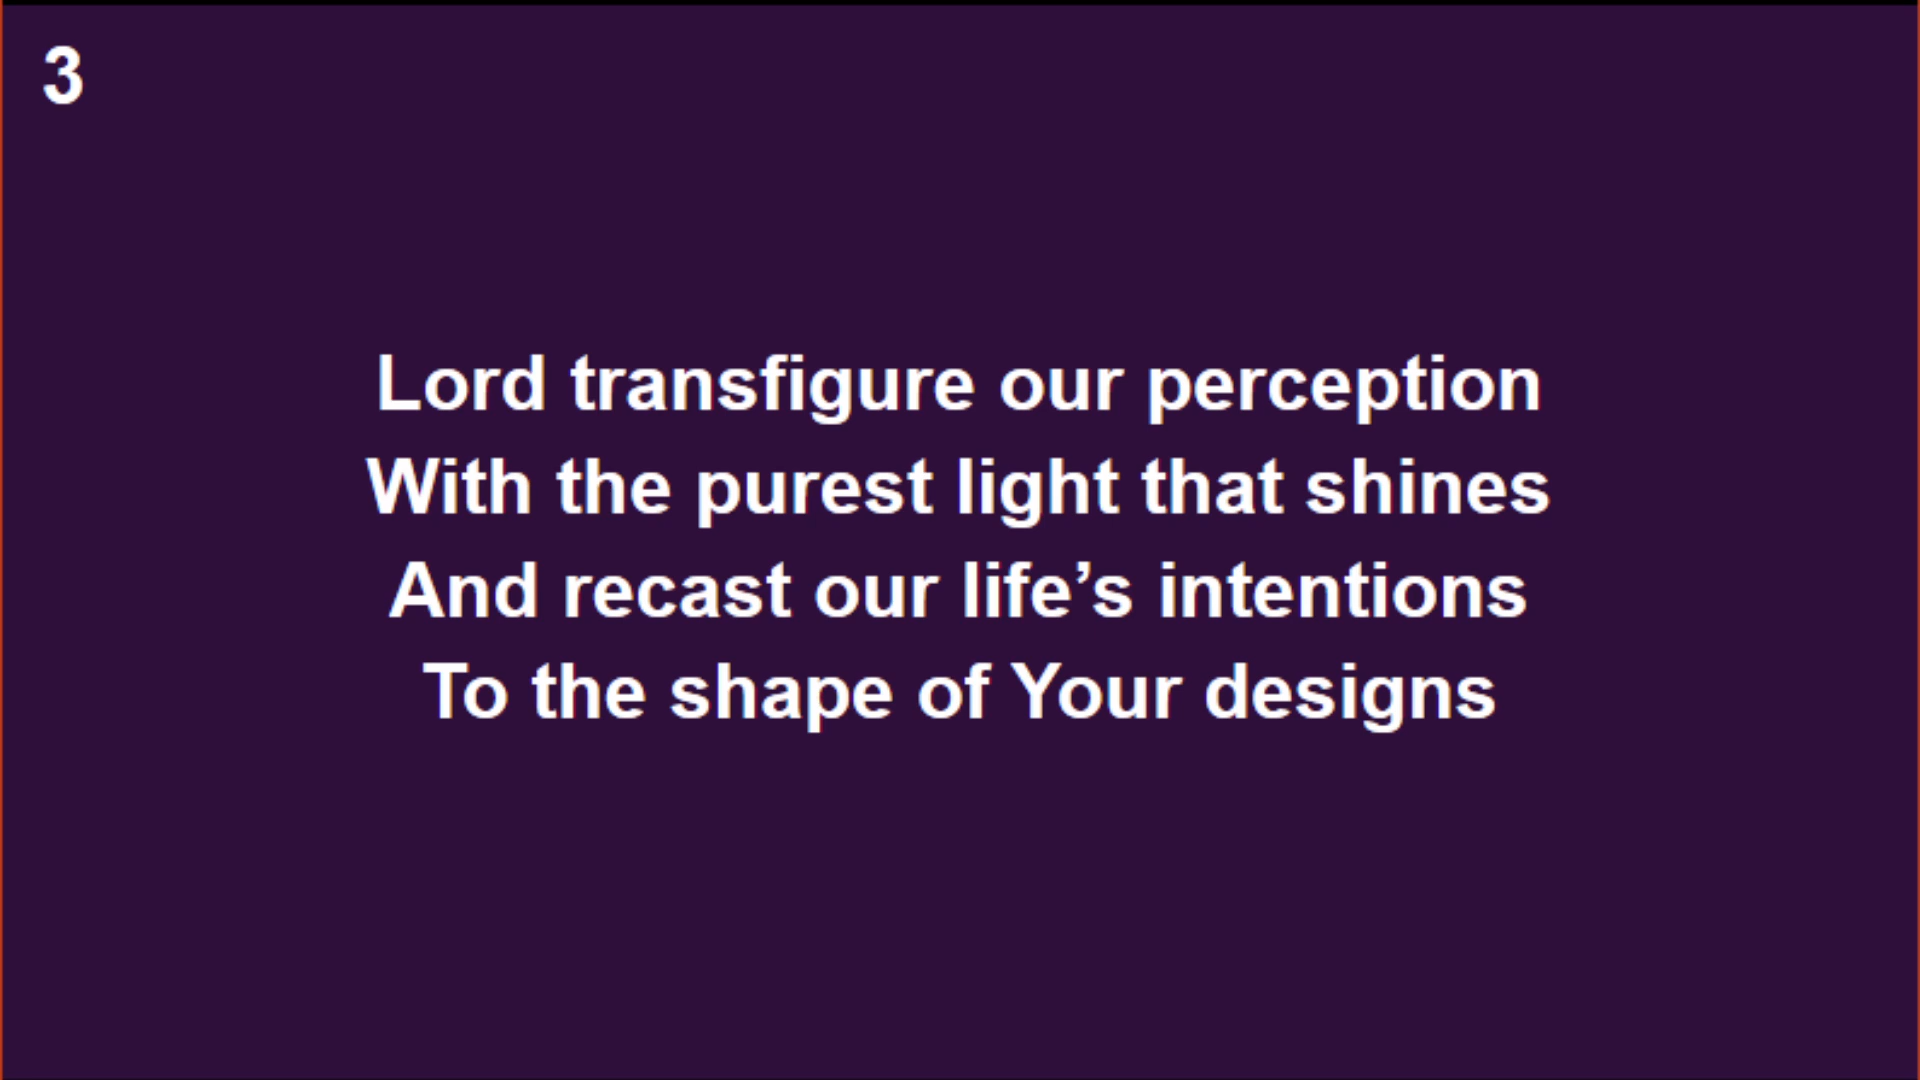 3
Lord transfigure our perception
With the purest light that shines
And recast our life’s intentions
To the shape of Your designs